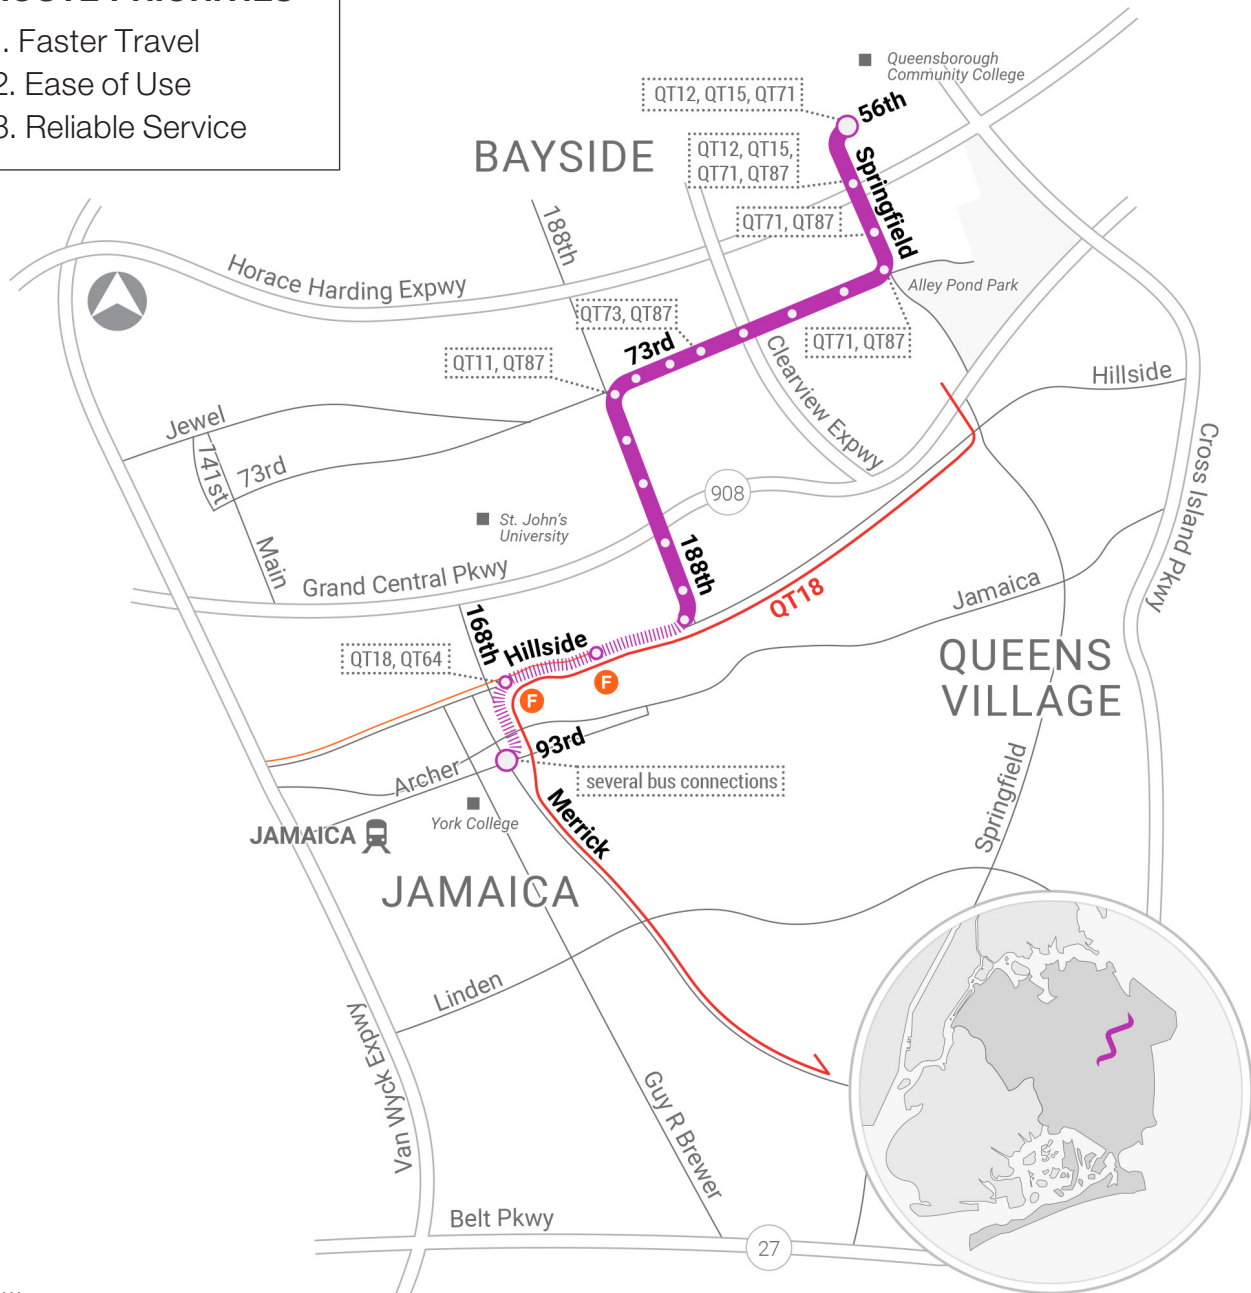 1. Faster Travel
2. Ease of Use
3. Reliable Service
Queensborough
Community College
QT12, QT15, QT71
56th
BAYSIDE
QT12, QT15,
QT71, QT87
Springfield
188th
QT71, QT87
Horace Harding Expwy
Alley Pond Park
QT73, QT87
QT71, QT87
73rd
QT11, QT87
Clearview Expwy
Hillside
Jewel
141st
73rd
Cross Island Pkwy
908
St. John's
University
Main
188th
Grand Central Pkwy
QT18
Jamaica
168th
Hillside
QT18, QT64
F
F
QUEENS
VILLAGE
93rd
Archer
several bus connections
Springfield
York College
Merrick
JAMAICA
JAMAICA
Linden
Van Wyck Expwy
Guy R Brewer
Belt Pkwy
27